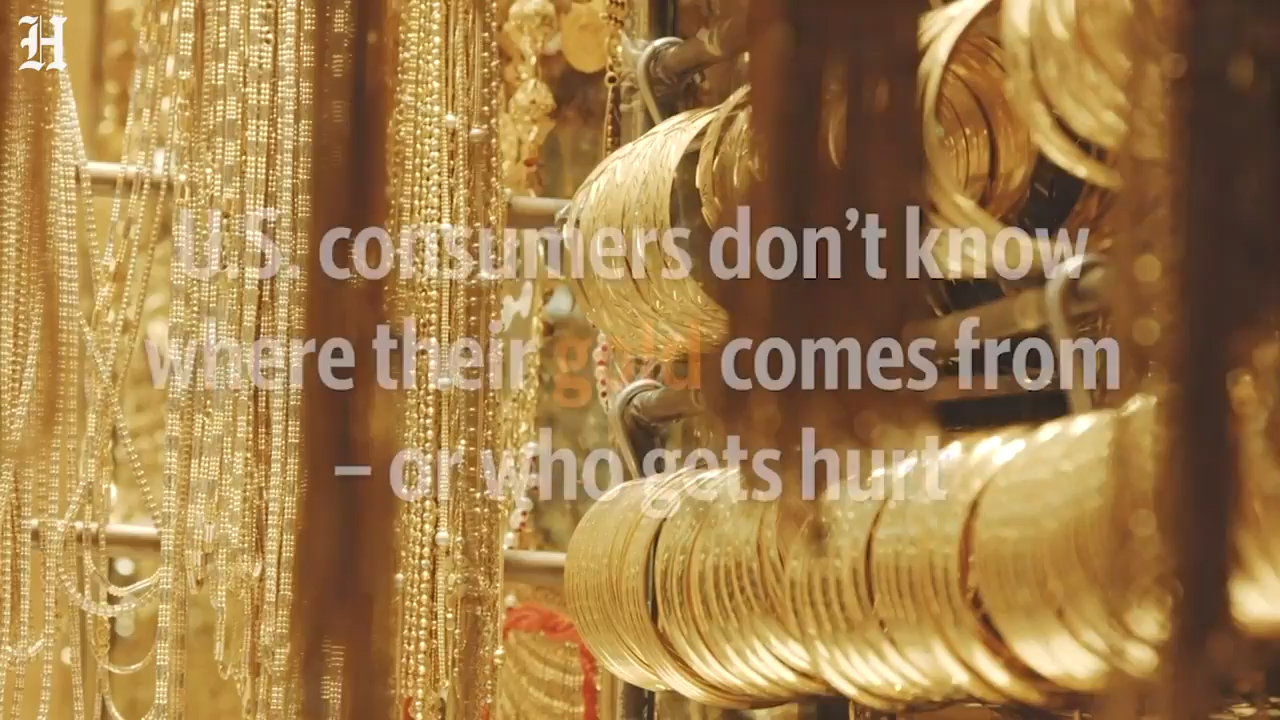 H
U.S. consumers don't know
where their gold comes from
– or who gets hurt